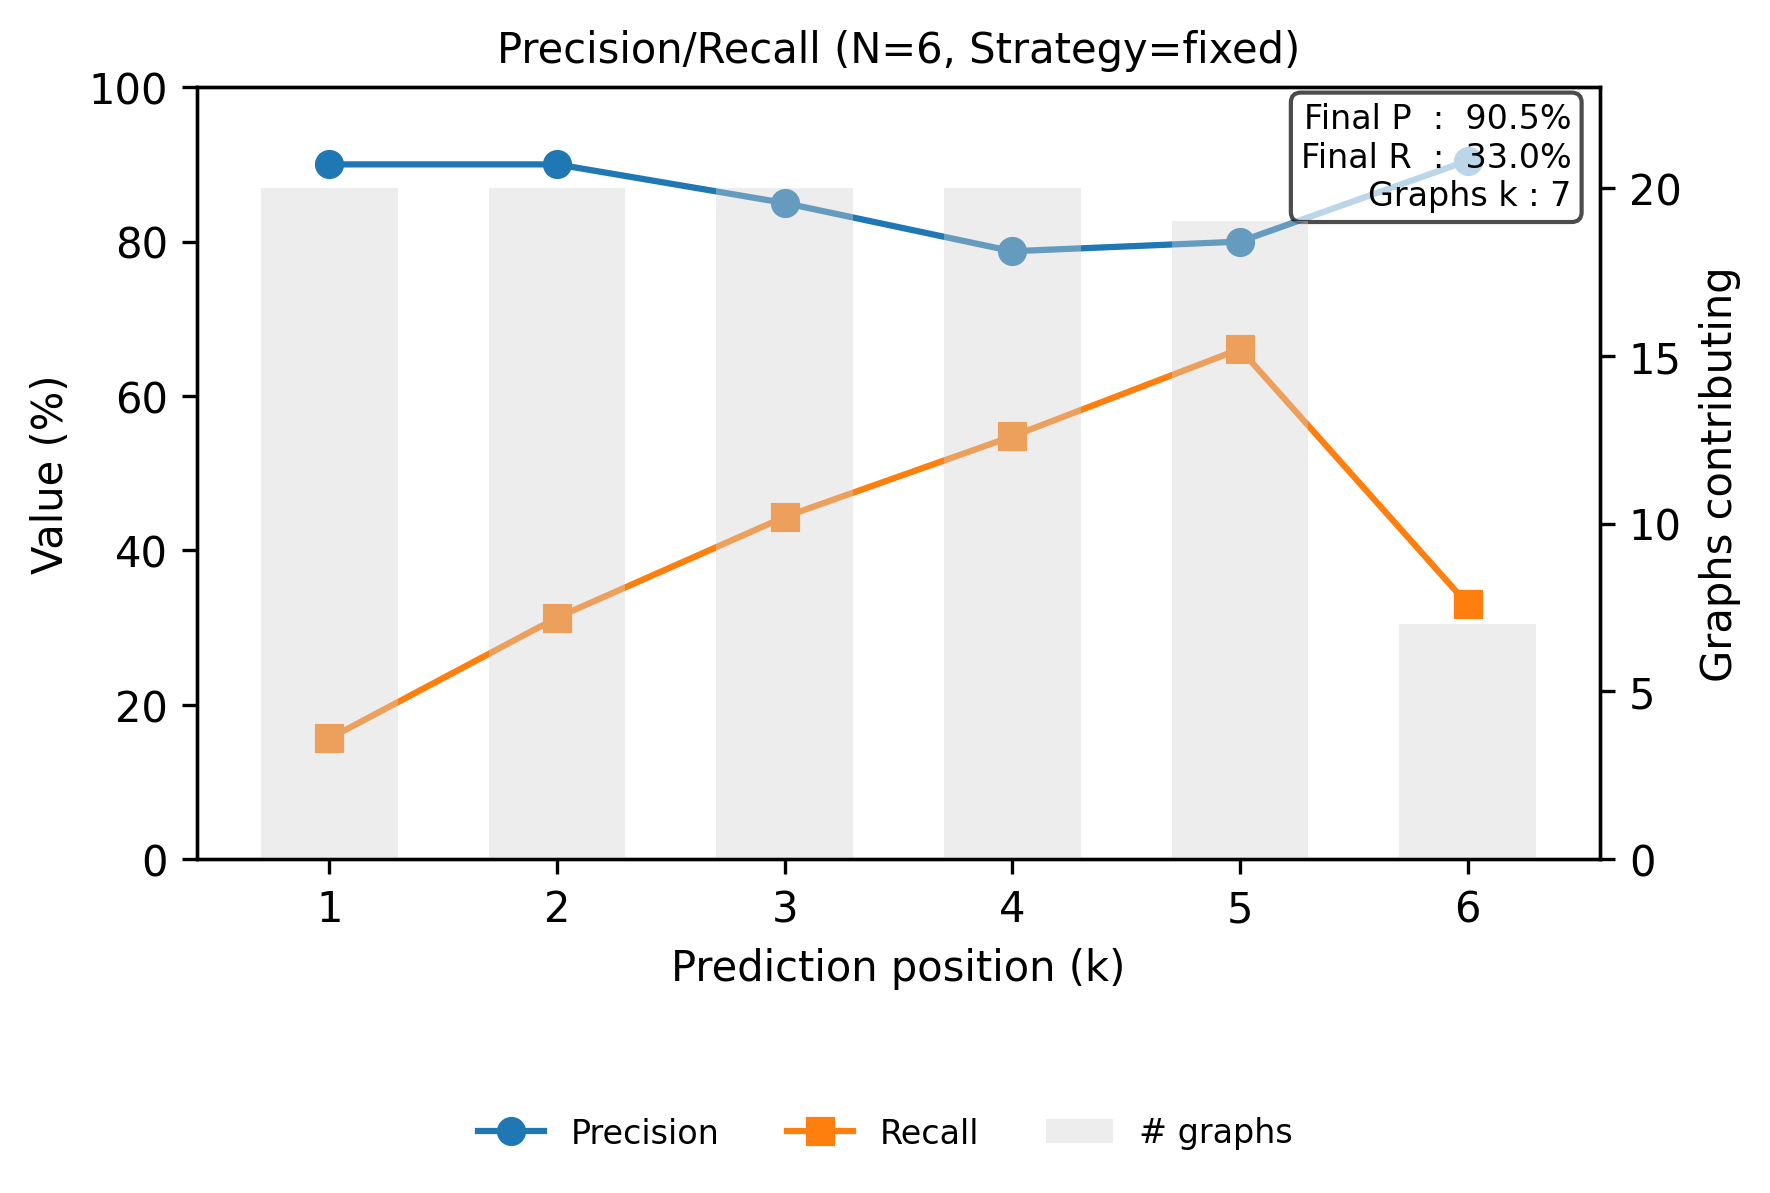 Precision/Recall (N=6, Strategy=fixed)
100
80
60
40
20
0
Value (%)
Final P : 90.5%
Final R : 33.0%
Graphs k : 7
20
15
10
5
0
Graphs contributing
1 2 3 4 5 6
Prediction position (k)
Precision Recall # graphs